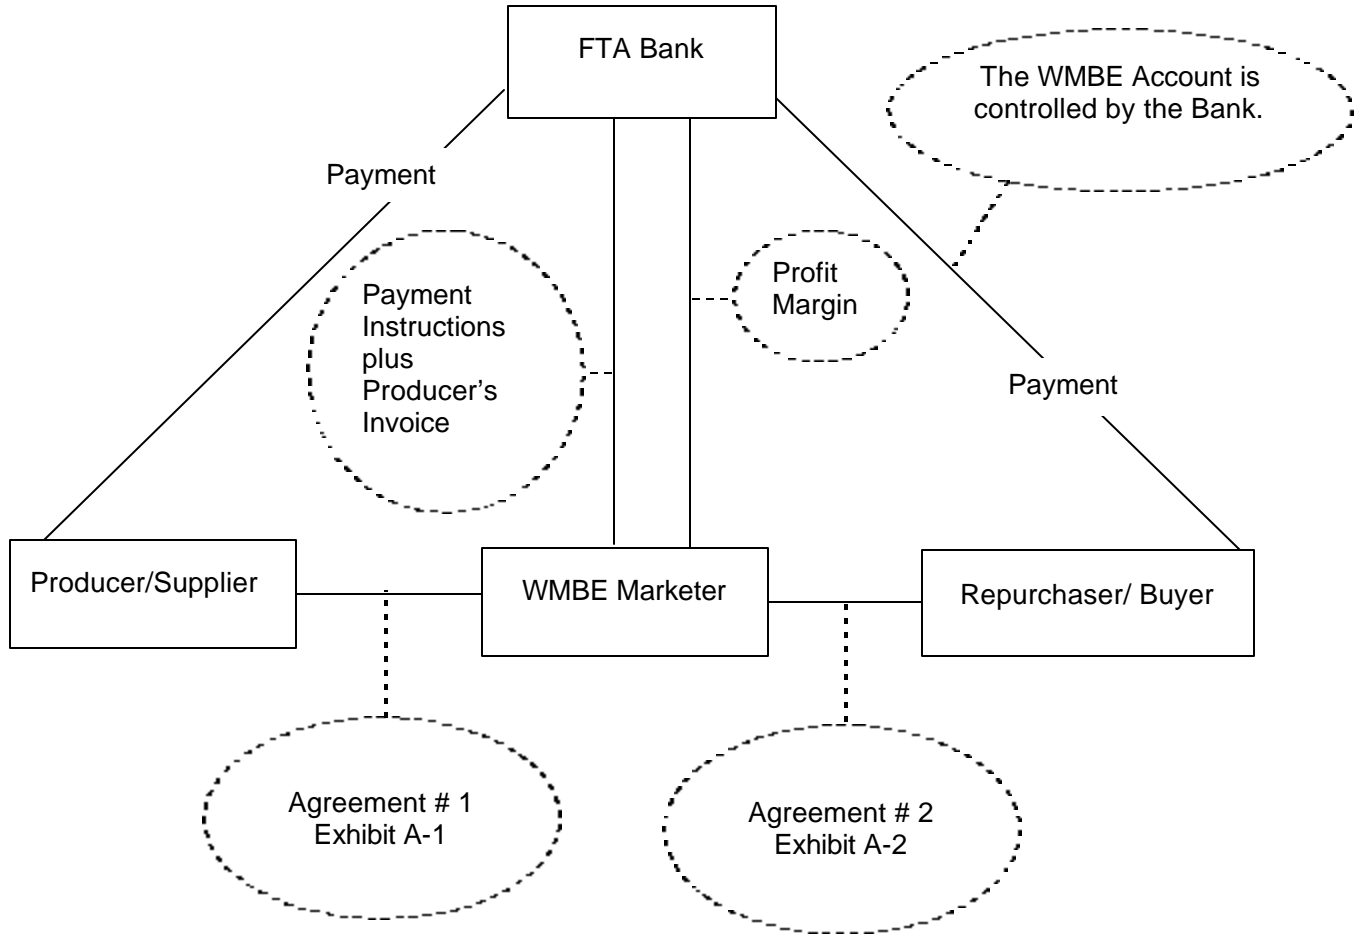 FTA Bank
The WMBE Account is
controlled by the Bank.
Payment
Payment
Instructions
plus
Producer’s
Invoice
Profit
Margin
Payment
Producer/Supplier
WMBE Marketer
Repurchaser/ Buyer
Agreement # 1
Exhibit A-1
Agreement # 2
Exhibit A-2